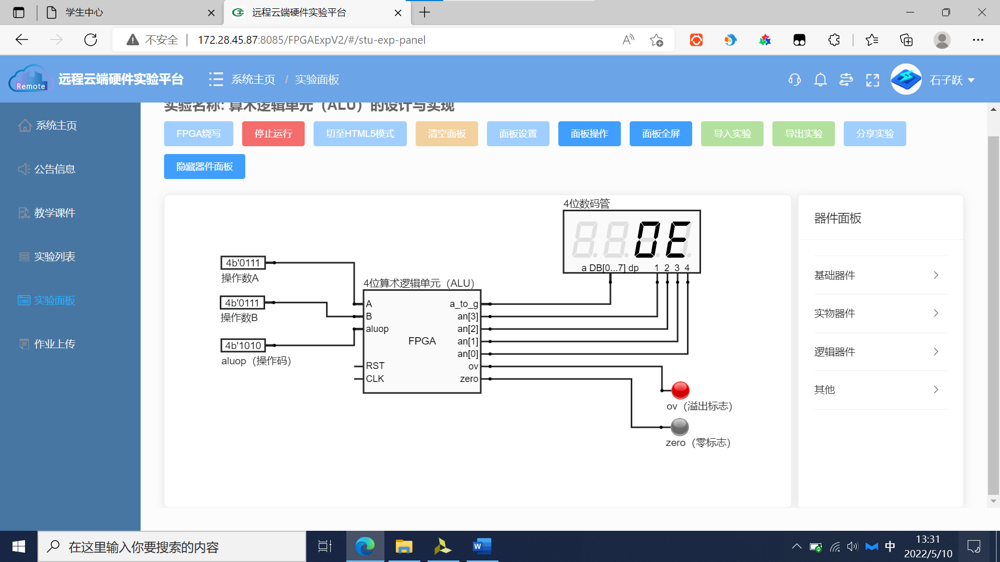 学生中心
远程云端硬件实验平台
不安全
172.28.45.87:8085/FPGAExpV2/#/stu-exp-panel
Remote
远程云端硬件实验平台
系统主页 / 实验面板
石子跃
系统主页
公告信息
教学课件
实验列表
实验面板
作业上传
实验名称: 算术逻辑单元（ALU）的设计与实现
FPGA烧写
停止运行
切至HTML5模式
清空面板
面板设置
面板操作
面板全屏
导入实验
导出实验
分享实验
隐藏器件面板
4位数码管
0E
a DB[0...7] dp 1 2 3 4
4b'0111
操作数A
4b'0111
操作数B
4b'1010
aluop（操作码）
4位算术逻辑单元（ALU）
A
B
aluop
RST
CLK
FPGA
a_to_g
an[3]
an[2]
an[1]
an[0]
ov
zero
ov（溢出标志）
zero（零标志）
器件面板
基础器件
实物器件
逻辑器件
其他
在这里输入你要搜索的内容
中
13:31
2022/5/10